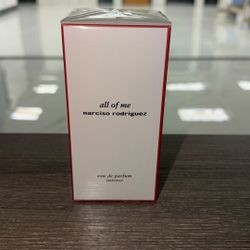 all of me
narciso rodriguez
eau de parfum
intense